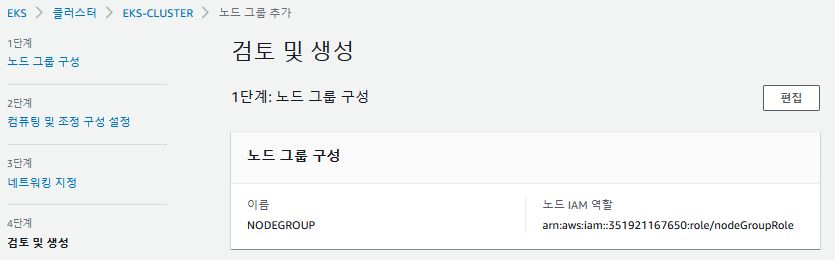 EKS > 클러스터 > EKS-CLUSTER > 노드 그룹 추가
1단계
노드 그룹 구성
2단계
컴퓨팅 및 조정 구성 설정
3단계
네트워킹 지정
4단계
검토 및 생성
검토 및 생성
1단계: 노드 그룹 구성
편집
노드 그룹 구성
이름
NODEGROUP
노드 IAM 역할
arn:aws:iam::351921167650:role/nodeGroupRole